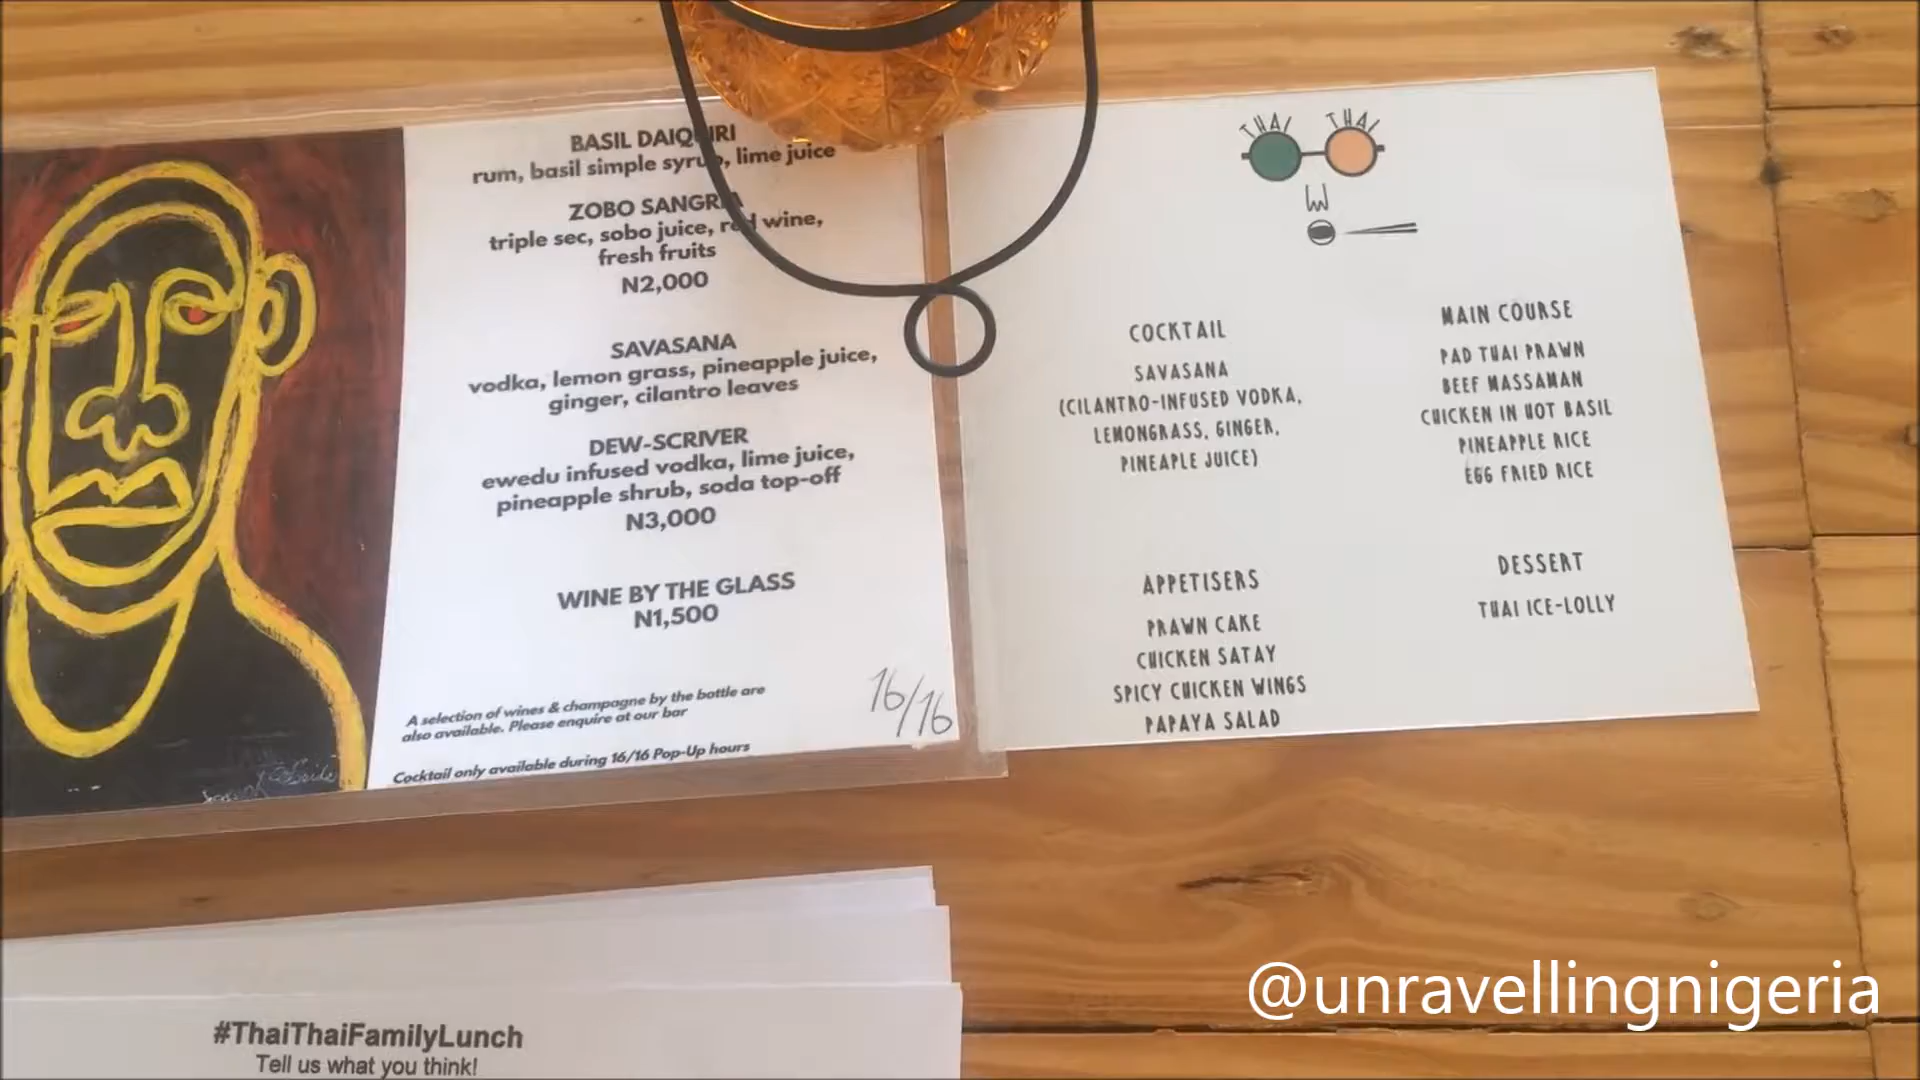 BASIL DAIQUIRI
rum, basil simple syrup, lime juice
ZOBO SANGRIA
triple sec, sobo juice, red wine,
fresh fruits
N2,000
SAVASANA
vodka, lemon grass, pineapple juice,
ginger, cilantro leaves
DEW-SCRIVER
ewedu infused vodka, lime juice,
pineapple shrub, soda top-off
N3,000
WINE BY THE GLASS
N1,500
A selection of wines & champagne by the bottle are
also available. Please enquire at our bar
Cocktail only available during 16/16 Pop-Up hours
16/16
THAI THAI
COCKTAIL
SAVASANA
(CILANTRO-INFUSED VODKA,
LEMONGRASS, GINGER,
PINEAPLE JUICE)
APPETISERS
PRAWN CAKE
CHICKEN SATAY
SPICY CHICKEN WINGS
PAPAYA SALAD
MAIN COURSE
PAD THAI PRAWN
BEEF MASSAMAN
CHICKEN IN HOT BASIL
PINEAPPLE RICE
EGG FRIED RICE
DESSERT
THAI ICE-LOLLY
#ThaiThaiFamilyLunch
Tell us what you think!
@unravellingnigeria